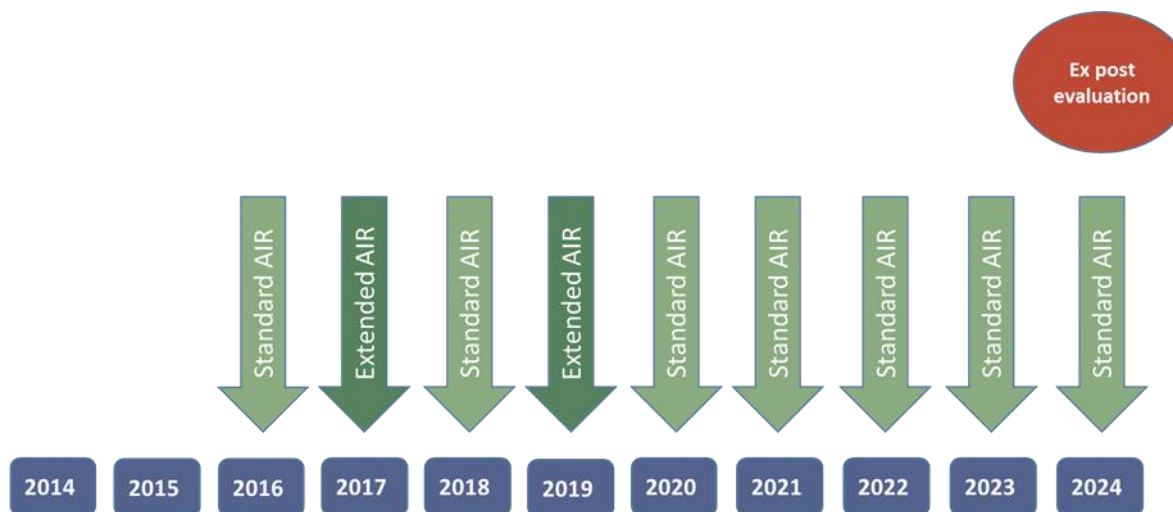 Ex post
evaluation
Standard AIR
Extended AIR
Standard AIR
Extended AIR
Standard AIR
Standard AIR
Standard AIR
Standard AIR
Standard AIR
2014
2015
2016
2017
2018
2019
2020
2021
2022
2023
2024